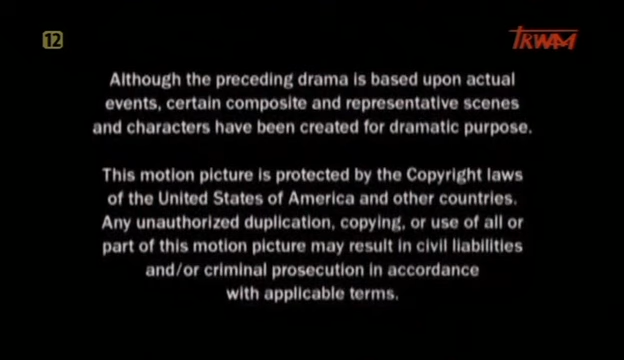 12
TRWAM
Although the preceding drama is based upon actual
events, certain composite and representative scenes
and characters have been created for dramatic purpose.
This motion picture is protected by the Copyright laws
of the United States of America and other countries.
Any unauthorized duplication, copying, or use of all or
part of this motion picture may result in civil liabilities
and/or criminal prosecution in accordance
with applicable terms.